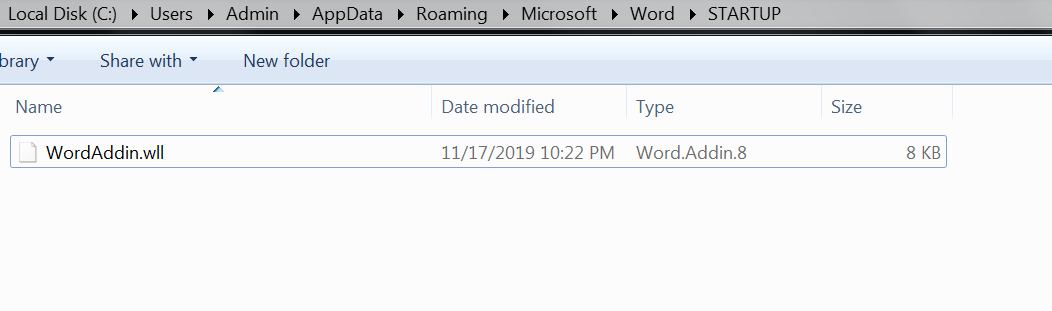 Local Disk (C:) Users Admin AppData Roaming Microsoft Word STARTUP
brary Share with New folder
Name Date modified Type Size
WordAddin.wll 11/17/2019 10:22 PM Word.Addin.8 8 KB